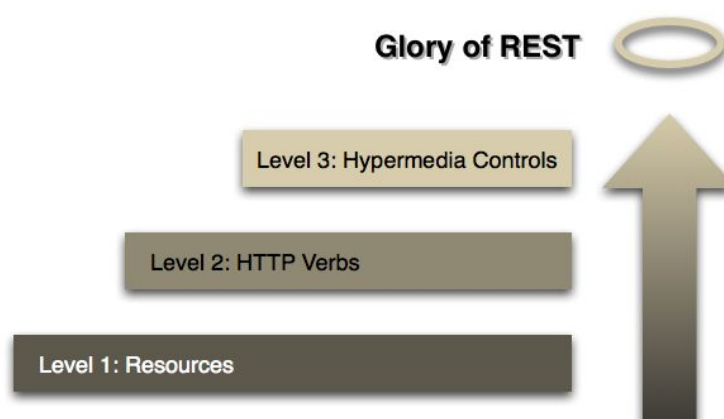 Glory of REST
Level 3: Hypermedia Controls
Level 2: HTTP Verbs
Level 1: Resources